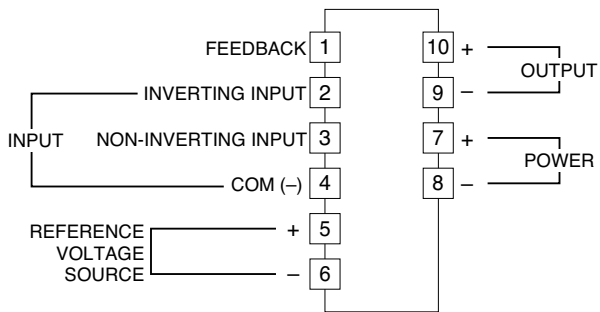 FEEDBACK 1
INVERTING INPUT 2
NON-INVERTING INPUT 3
COM (–) 4
INPUT
REFERENCE
VOLTAGE
SOURCE
+ 5
– 6
10 +
9 –
OUTPUT
7 +
8 –
POWER